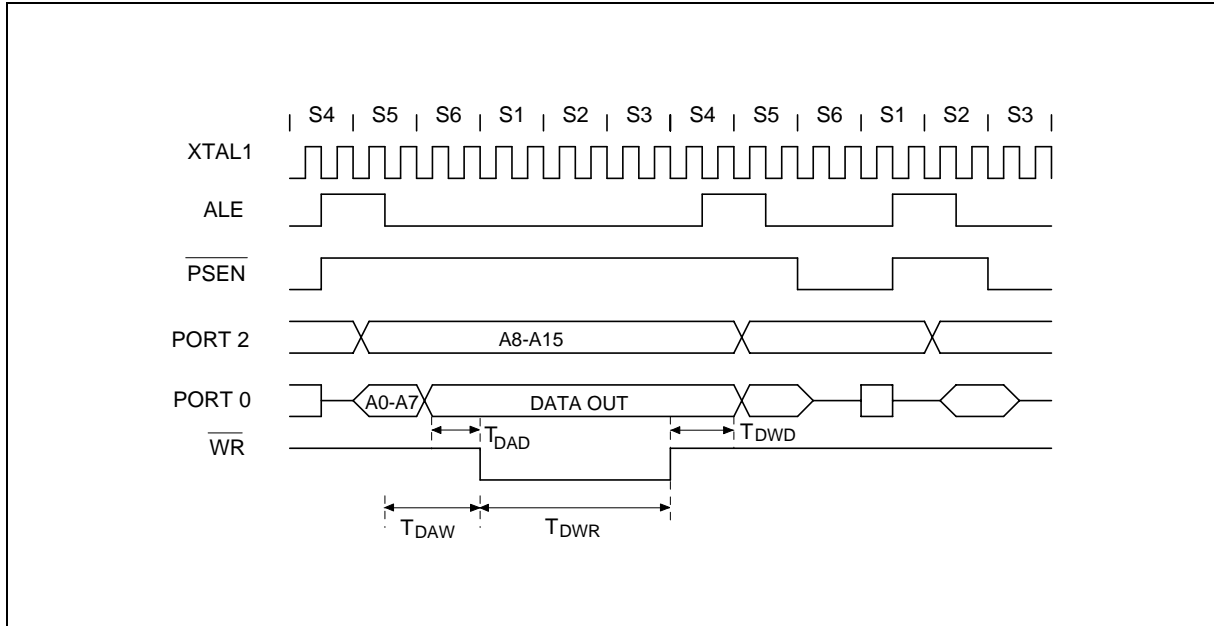 | S4 | S5 | S6 | S1 | S2 | S3 | S4 | S5 | S6 | S1 | S2 | S3 |
XTAL1
ALE
PSEN
PORT 2 A8-A15
PORT 0 A0-A7 DATA OUT
WR TDAD TDWD
TDAW TDWR